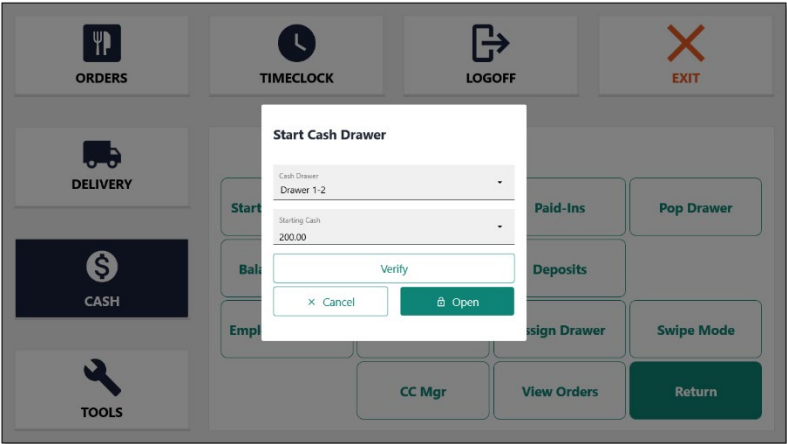 ORDERS
TIMECLOCK
LOGOFF
EXIT
Start Cash Drawer
Cash Drawer
Drawer 1-2
DELIVERY
Start
Paid-Ins
Pop Drawer
Starting Cash
200.00
Verify
Deposits
CASH
× Cancel
Open
Swipe Mode
CC Mgr
View Orders
Return
TOOLS